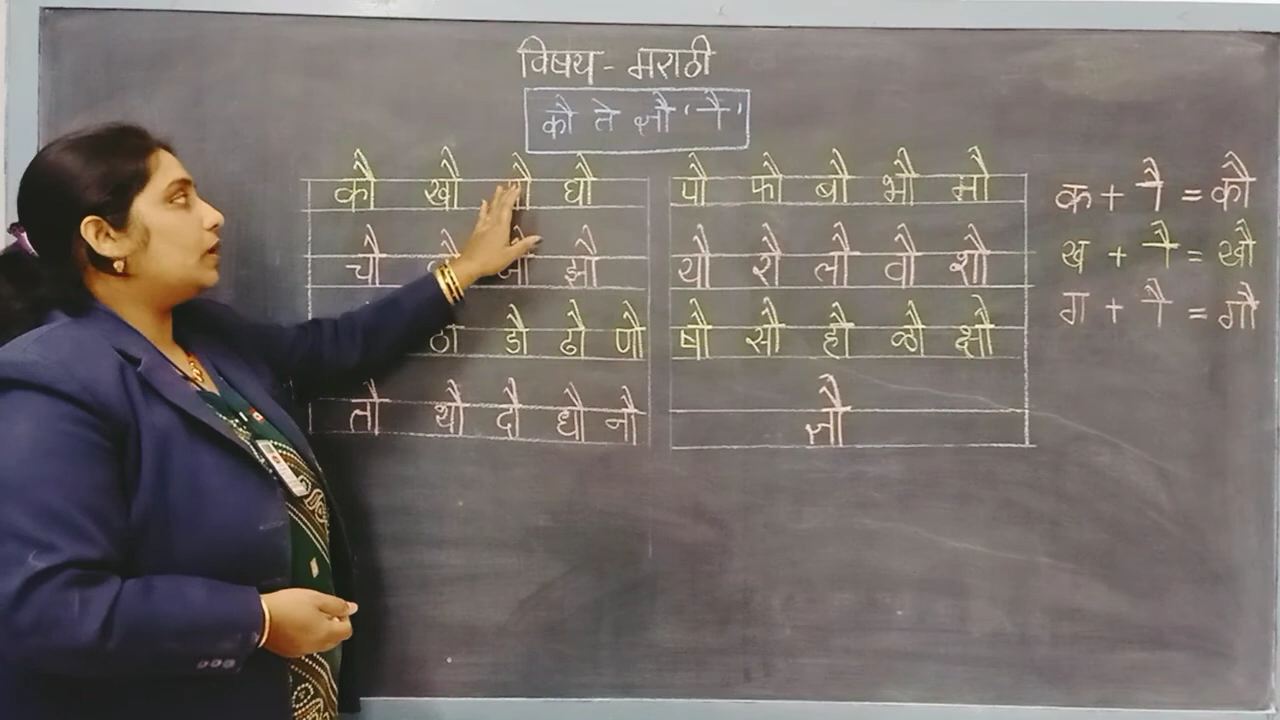 विषय - मराठी
कौ ते ज्ञौ ' ौ '
कौ खौ घौ
चौ जौ झौ
डौ ढौ णौ
तौ थौ दौ धौ नौ
पौ फौ बौ भौ मौ
यौ रौ लौ वौ शौ
षौ सौ हौ ळौ क्षौ
ज्ञौ
क + ौ = कौ
ख + ौ = खौ
ग + ौ = गौ